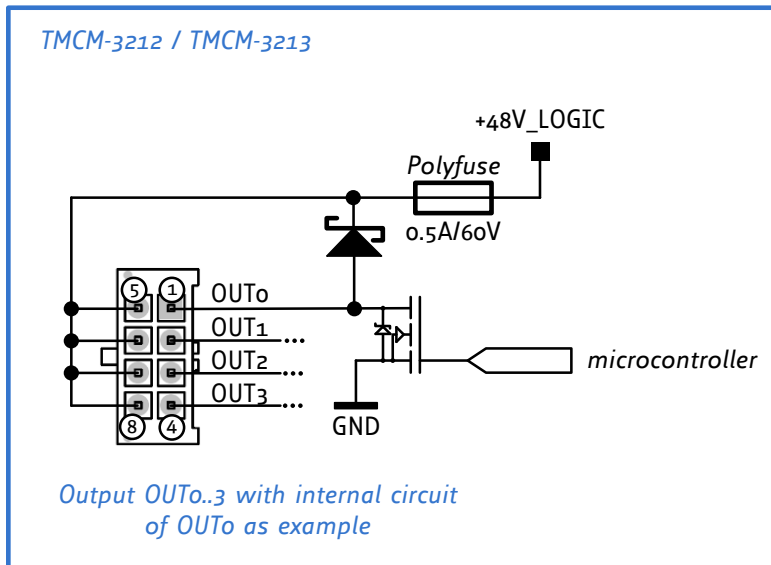 TMCM-3212 / TMCM-3213
+48V_LOGIC
Polyfuse
0.5A/60V
5 1 OUT0
OUT1 ...
OUT2 ...
OUT3 ...
8 4
GND
microcontroller
Output OUT0..3 with internal circuit
of OUT0 as example